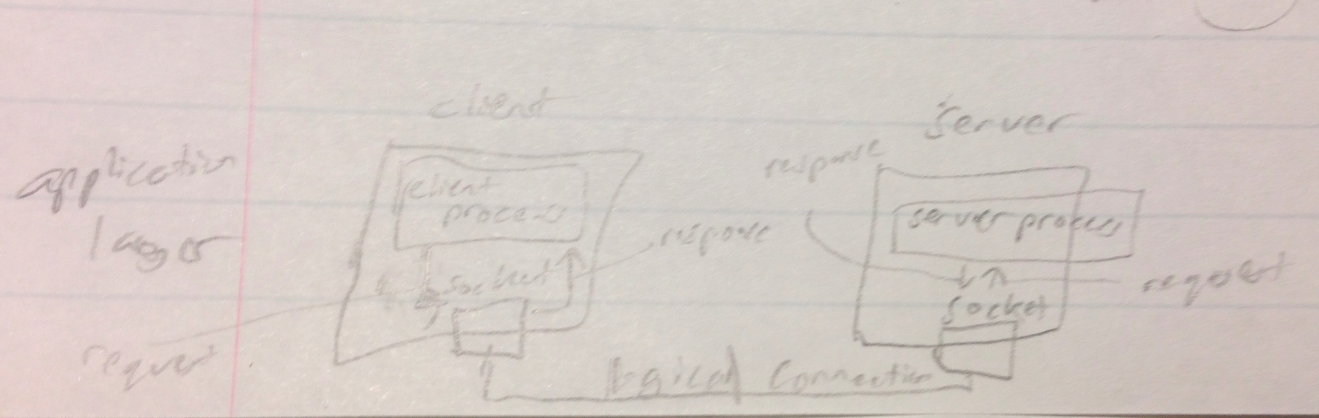 client
server
application
layer
client
process
response
server process
response
socket
request
socket
request
logical connection